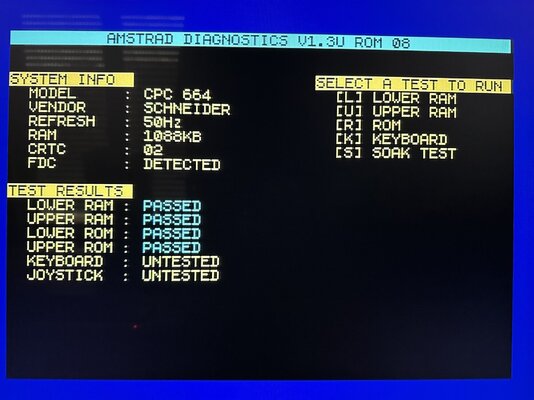 AMSTRAD DIAGNOSTICS V1.3U ROM 08
SYSTEM INFO
MODEL : CPC 664
VENDOR : SCHNEIDER
REFRESH : 50Hz
RAM : 1088KB
CRTC : 02
FDC : DETECTED
SELECT A TEST TO RUN
[L] LOWER RAM
[U] UPPER RAM
[R] ROM
[K] KEYBOARD
[S] SOAK TEST
TEST RESULTS
LOWER RAM : PASSED
UPPER RAM : PASSED
LOWER ROM : PASSED
UPPER ROM : PASSED
KEYBOARD : UNTESTED
JOYSTICK : UNTESTED